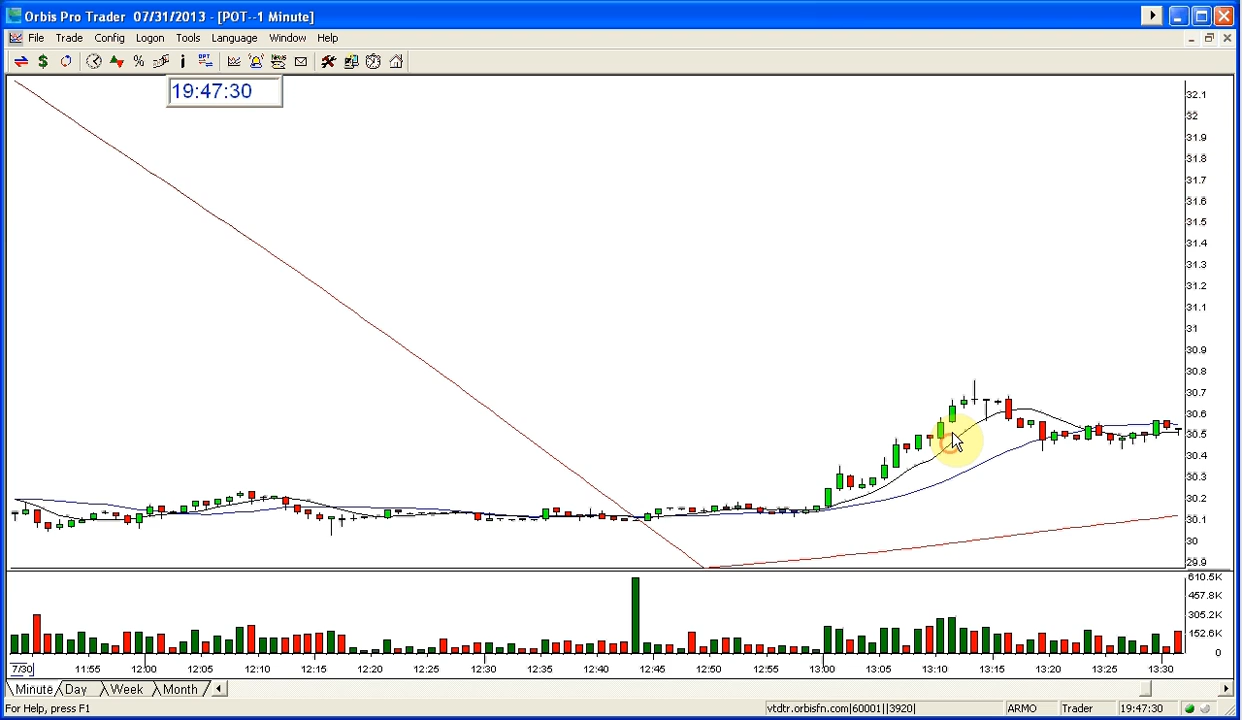 Orbis Pro Trader 07/31/2013 - [POT--1 Minute]
File Trade Config Logon Tools Language Window Help
19:47:30
32.1
32
31.9
31.8
31.7
31.6
31.5
31.4
31.3
31.2
31.1
31
30.9
30.8
30.7
30.6
30.5
30.4
30.3
30.2
30.1
30
29.9
610.5K
457.8K
305.2K
152.6K
0
7/30 11:55 12:00 12:05 12:10 12:15 12:20 12:25 12:30 12:35 12:40 12:45 12:50 12:55 13:00 13:05 13:10 13:15 13:20 13:25 13:30
Minute Day Week Month
For Help, press F1 vtdtr.orbisfn.com|60001||3920| ARMO Trader 19:47:30